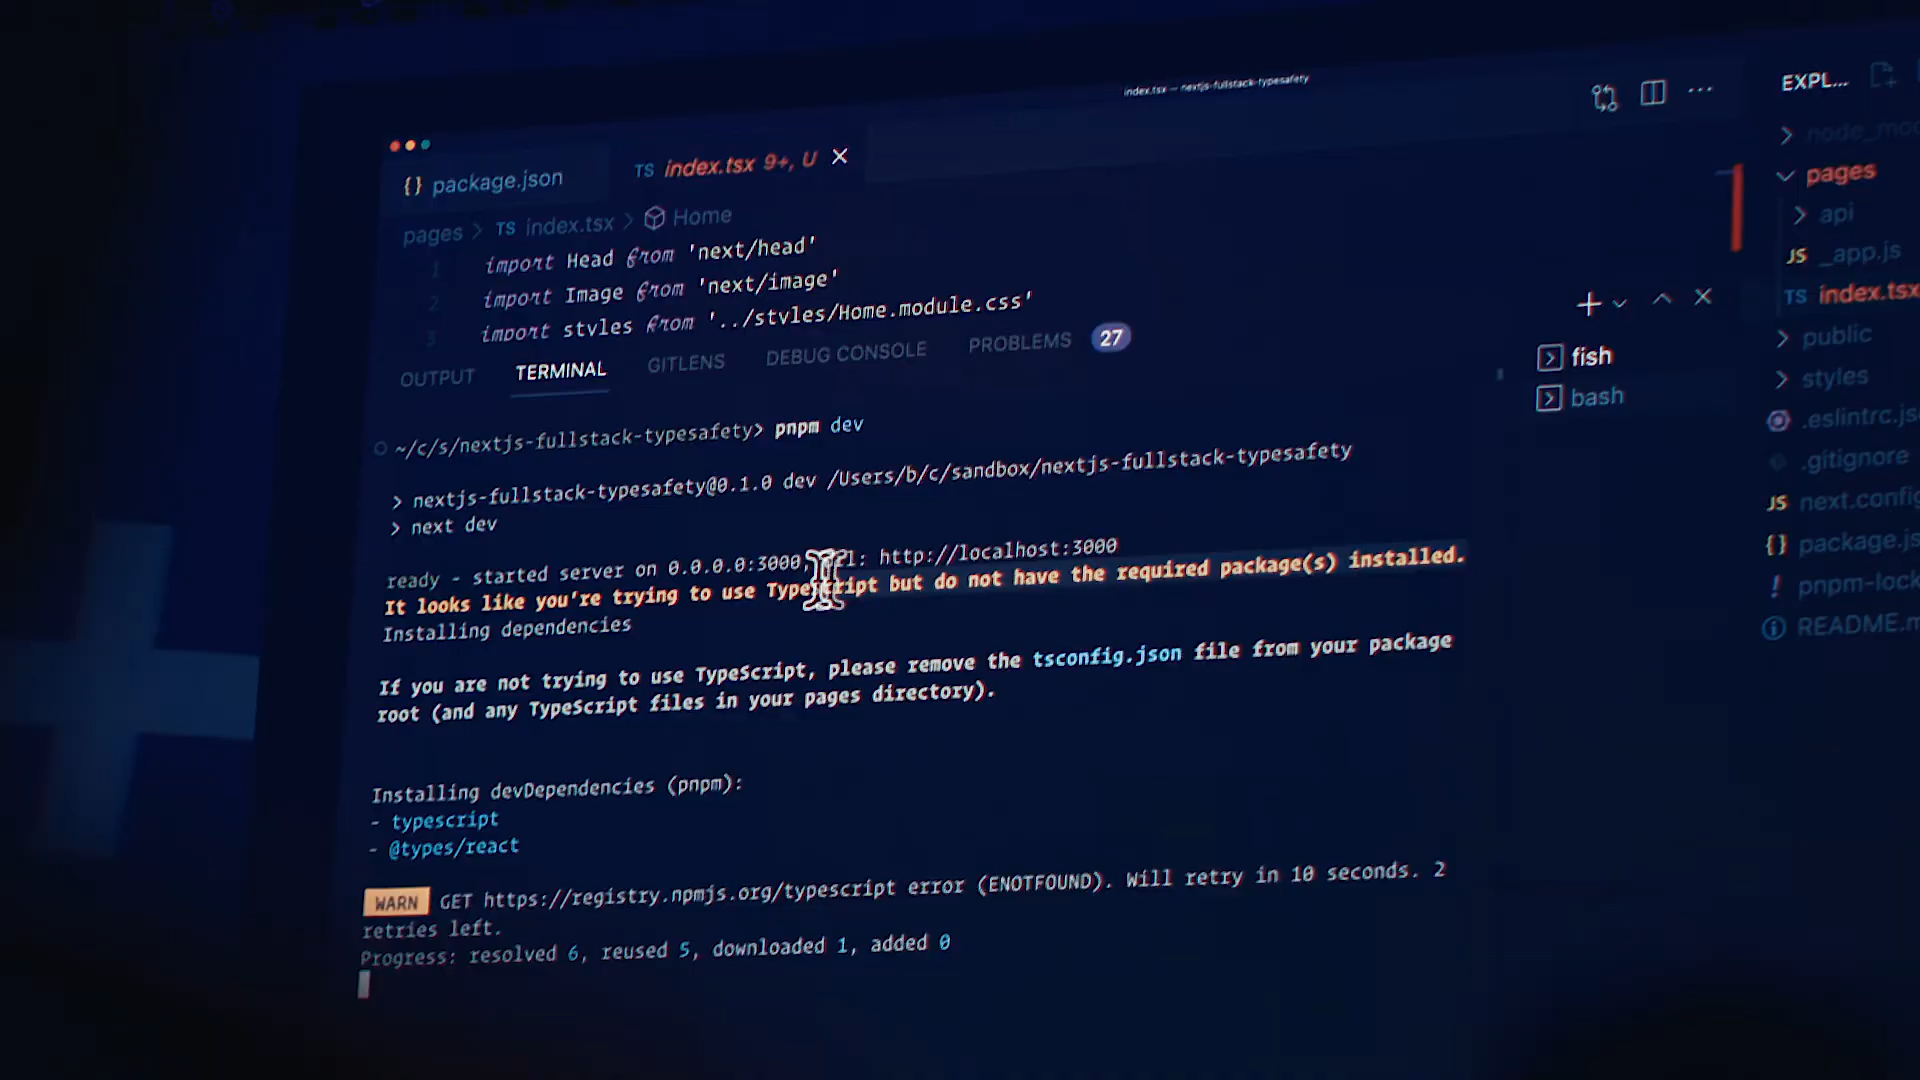 index.tsx — nextjs-fullstack-typesafety
EXPL...
{} package.json
TS index.tsx 9+, U
pages > TS index.tsx > Home
1 import Head from 'next/head'
2 import Image from 'next/image'
3 import styles from '../styles/Home.module.css'
OUTPUT TERMINAL GITLENS DEBUG CONSOLE PROBLEMS 27
~/c/s/nextjs-fullstack-typesafety> pnpm dev
> nextjs-fullstack-typesafety@0.1.0 dev /Users/b/c/sandbox/nextjs-fullstack-typesafety
> next dev
ready - started server on 0.0.0.0:3000, url: http://localhost:3000
It looks like you're trying to use TypeScript but do not have the required package(s) installed.
Installing dependencies
If you are not trying to use TypeScript, please remove the tsconfig.json file from your package
root (and any TypeScript files in your pages directory).
Installing devDependencies (pnpm):
- typescript
- @types/react
WARN GET https://registry.npmjs.org/typescript error (ENOTFOUND). Will retry in 10 seconds. 2
retries left.
Progress: resolved 6, reused 5, downloaded 1, added 0
fish
bash
node_mo
pages
api
JS _app.js
TS index.tsx
public
styles
.eslintrc.js
.gitignore
JS next.config
{} package.js
! pnpm-lock
README.m